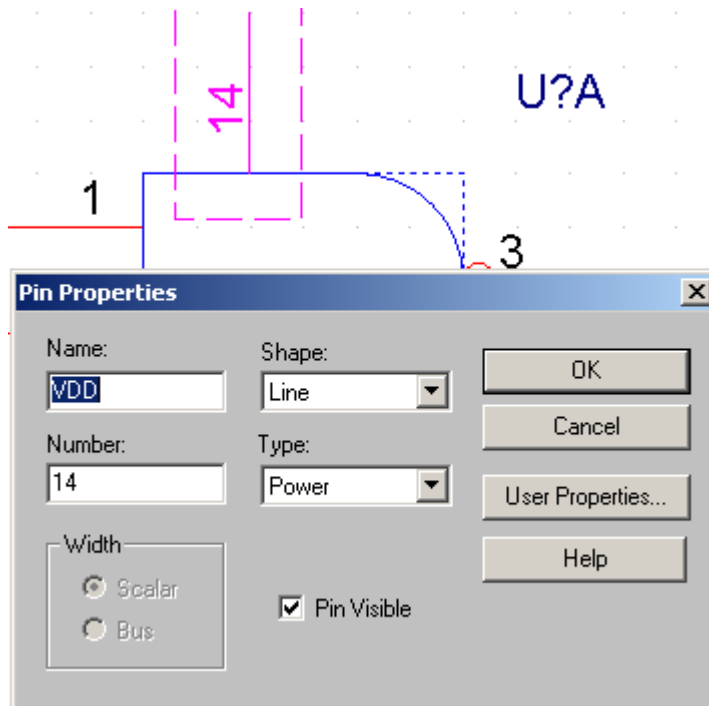 14
U?A
1
3
Pin Properties
Name:
VDD
Shape:
Line
OK
Cancel
Number:
14
Type:
Power
User Properties...
Width
Scalar
Bus
Pin Visible
Help